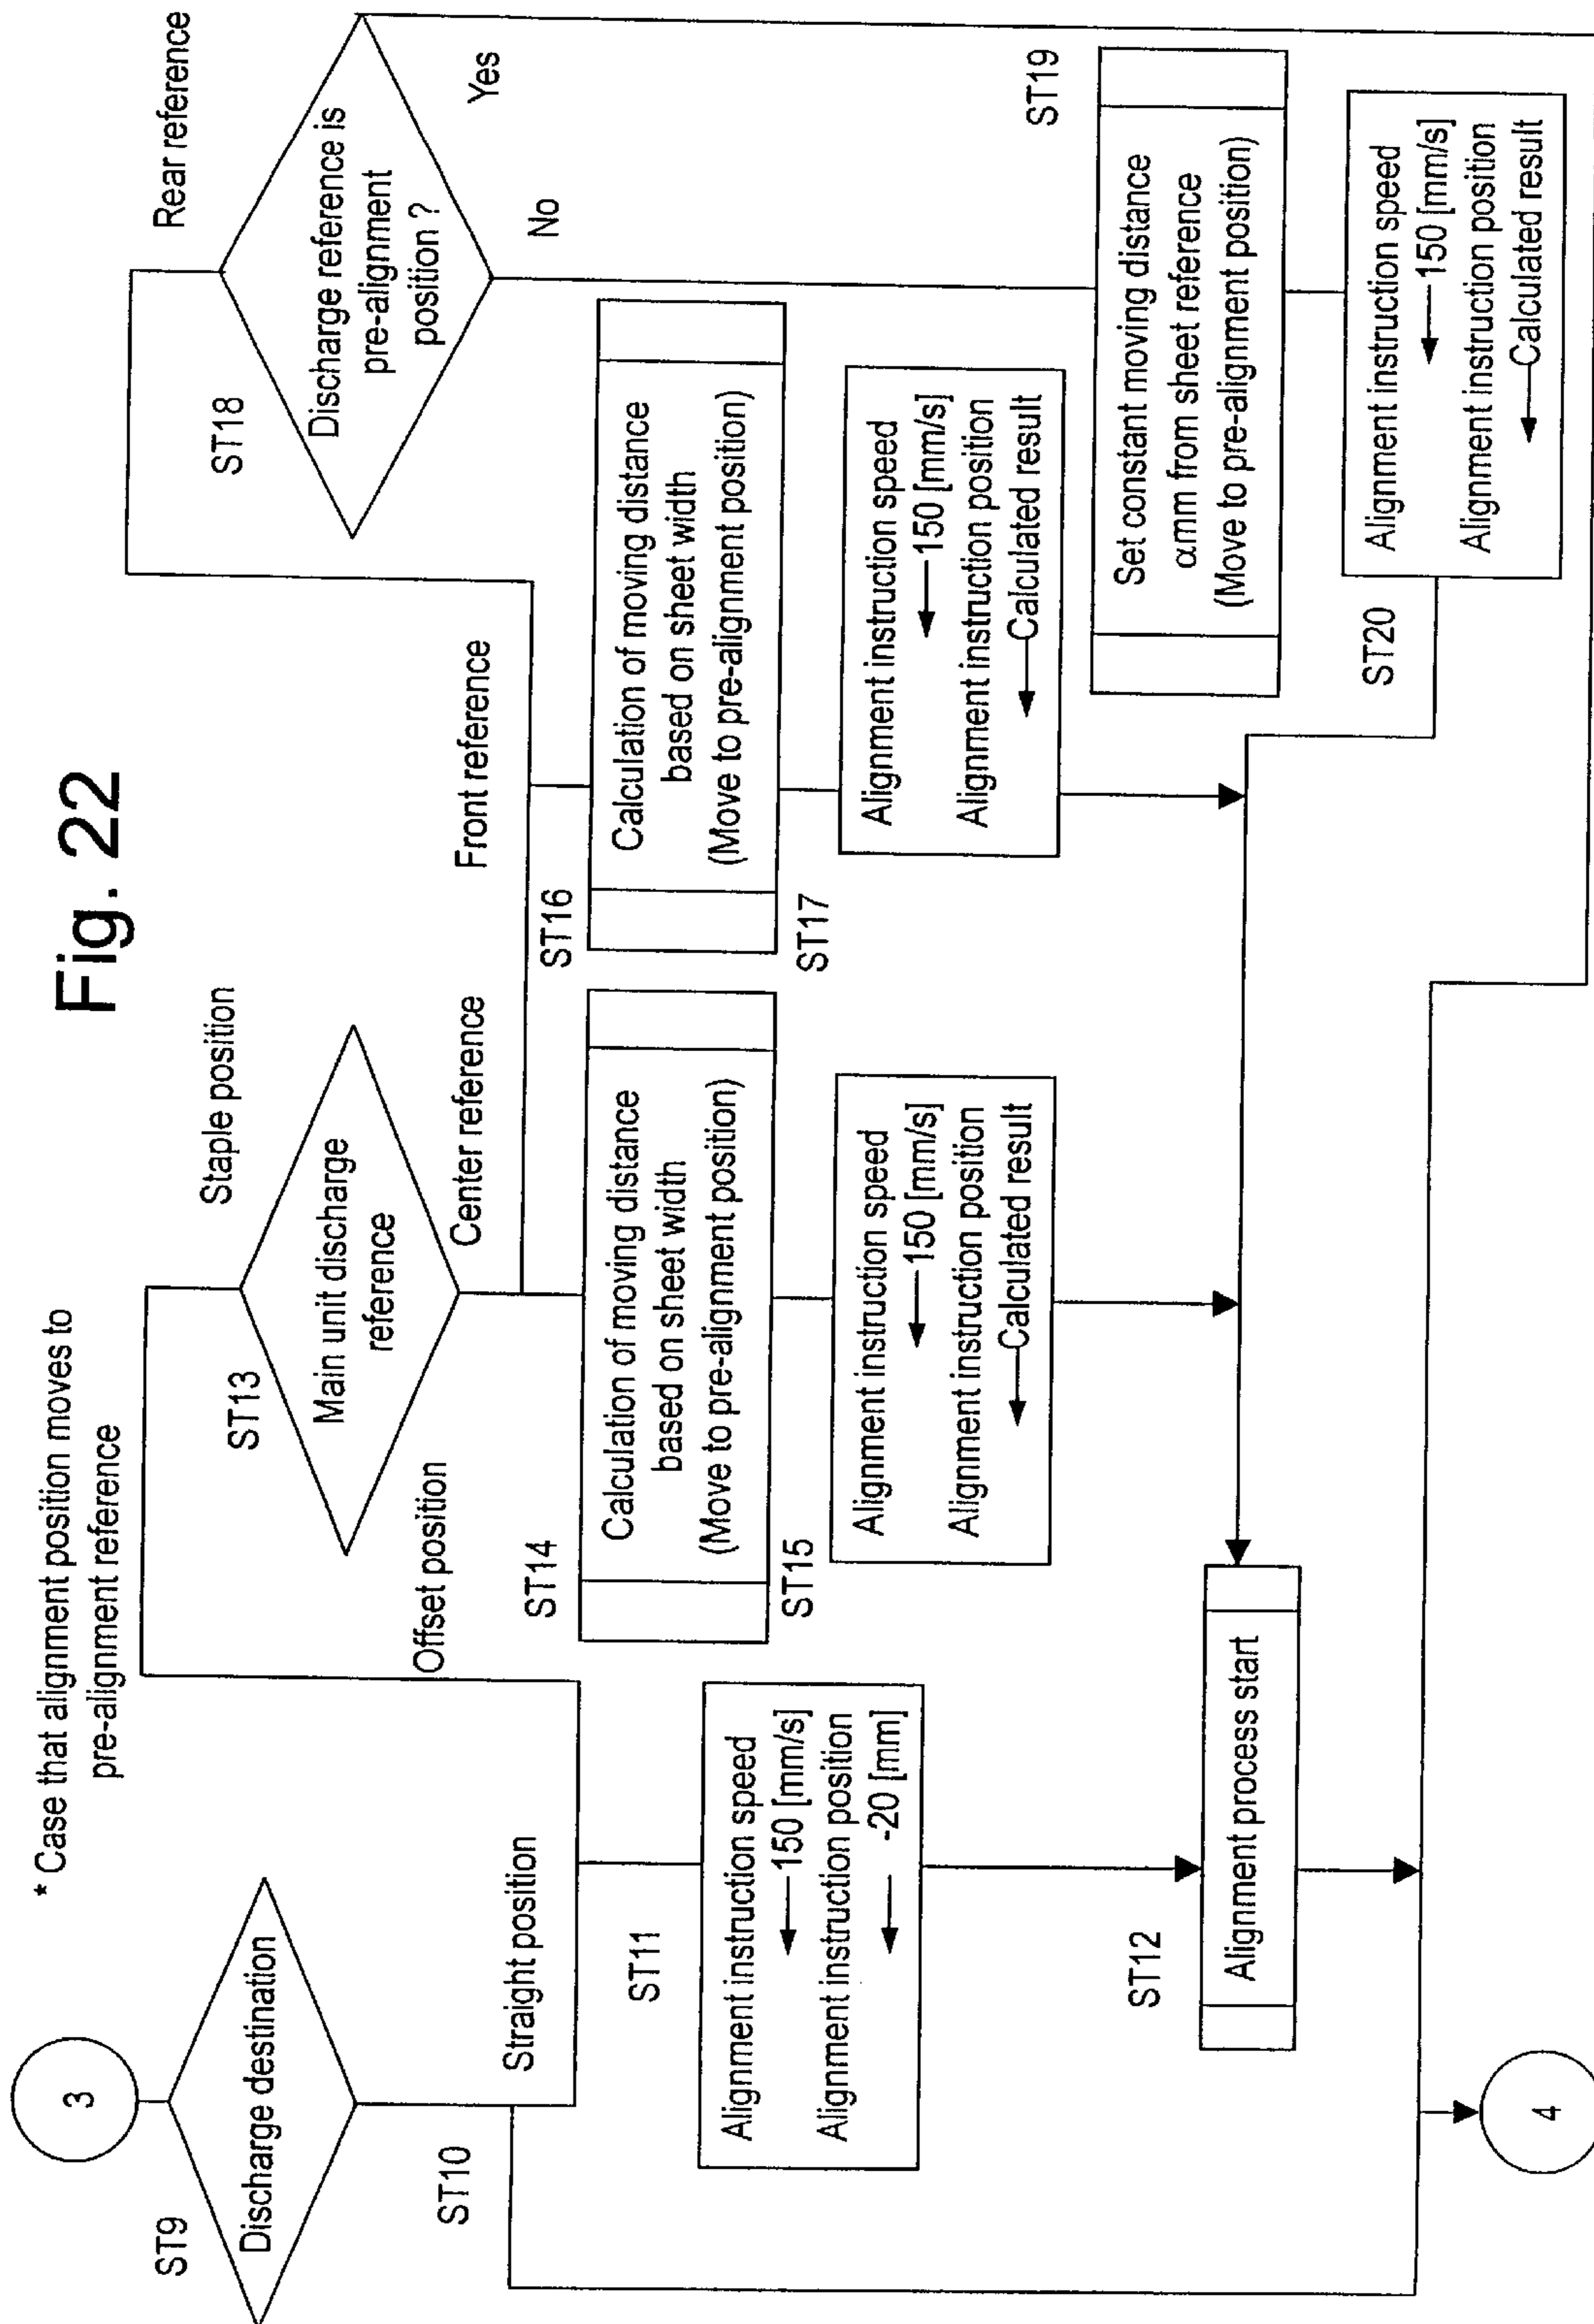 Fig. 22
* Case that alignment position moves to
pre-alignment reference
3
ST9
Discharge destination
ST10
Straight position
ST11
Alignment instruction speed
150 [mm/s]
Alignment instruction position
-20 [mm]
ST12
Alignment process start
4
Offset position
ST13
Main unit discharge
reference
Staple position
Center reference
ST14
Calculation of moving distance
based on sheet width
(Move to pre-alignment position)
ST15
Alignment instruction speed
150 [mm/s]
Alignment instruction position
Calculated result
Front reference
ST16
Calculation of moving distance
based on sheet width
(Move to pre-alignment position)
ST17
Alignment instruction speed
150 [mm/s]
Alignment instruction position
Calculated result
Rear reference
ST18
Discharge reference is
pre-alignment
position ?
Yes
No
ST19
Set constant moving distance
αmm from sheet reference
(Move to pre-alignment position)
ST20
Alignment instruction speed
150 [mm/s]
Alignment instruction position
Calculated result